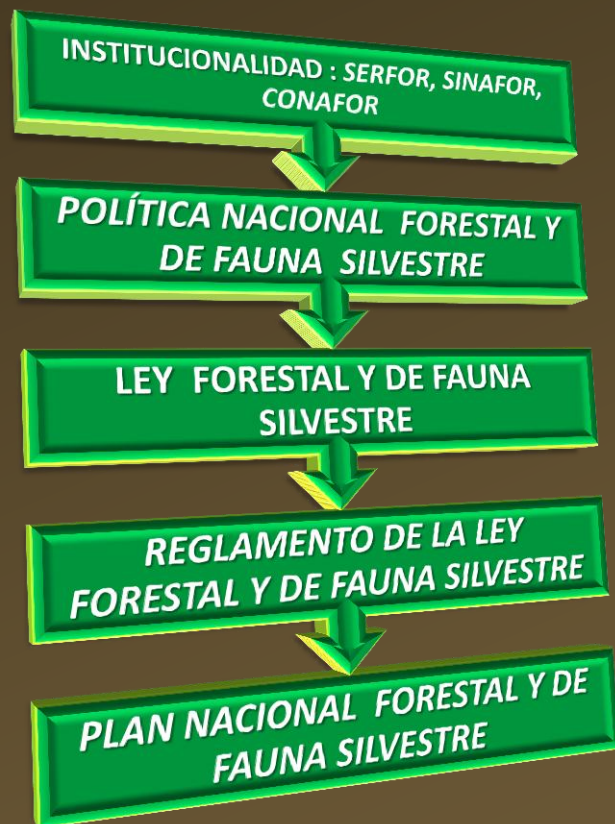 INSTITUCIONALIDAD : SERFOR, SINAFOR,
CONAFOR
POLÍTICA NACIONAL FORESTAL Y
DE FAUNA SILVESTRE
LEY FORESTAL Y DE FAUNA
SILVESTRE
REGLAMENTO DE LA LEY
FORESTAL Y DE FAUNA SILVESTRE
PLAN NACIONAL FORESTAL Y DE
FAUNA SILVESTRE